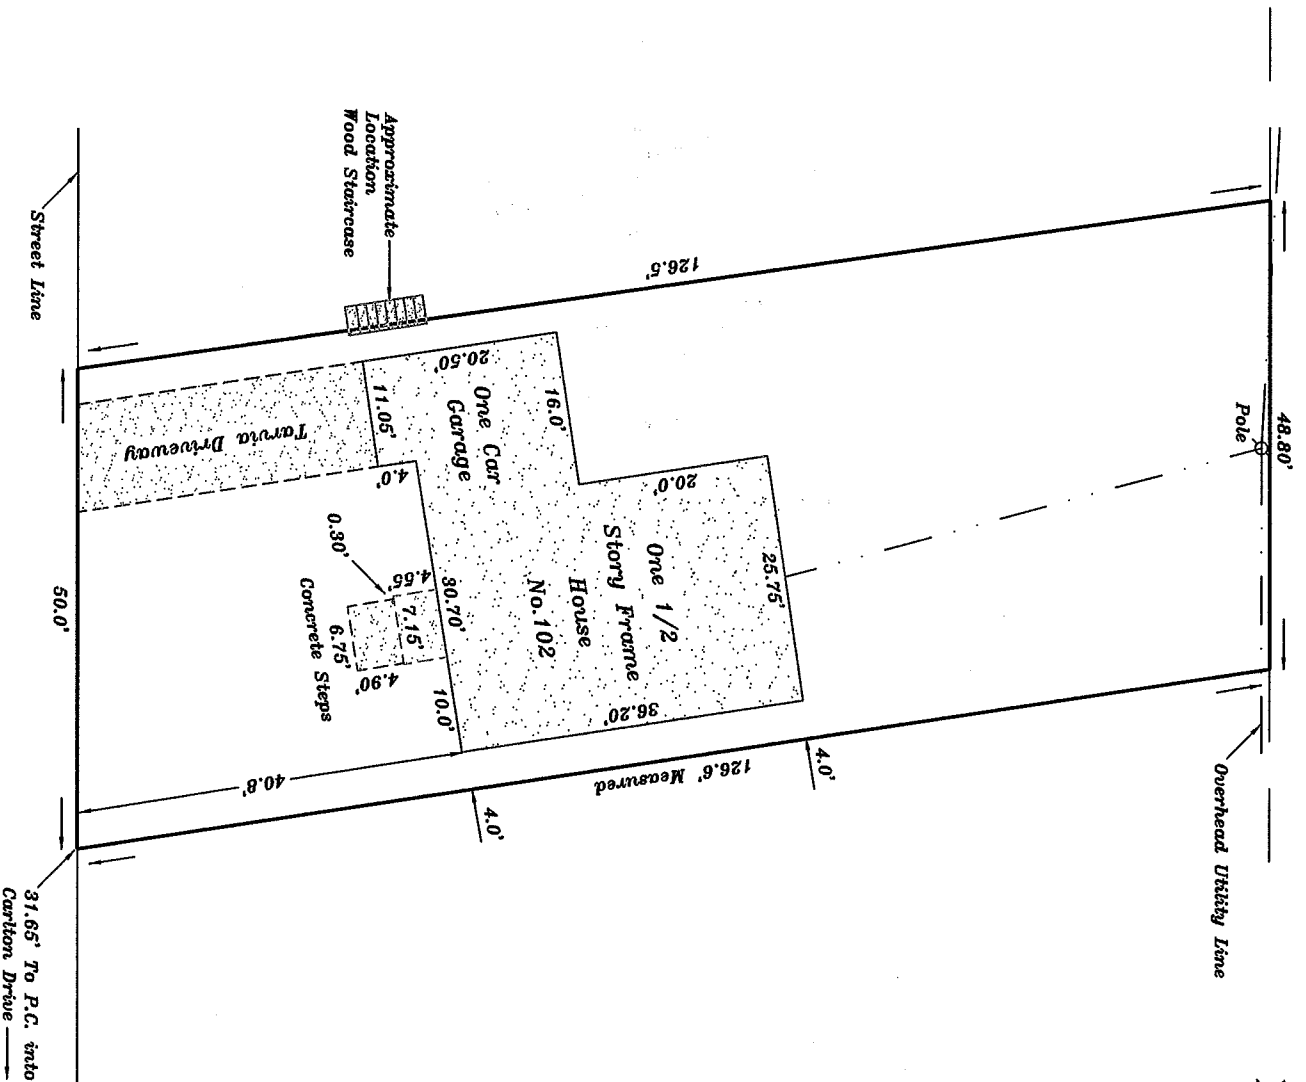 48.80'
Pole
Overhead Utility Line
126.5'
Approximate
Location
Wood Staircase
20.50'
16.0'
One Car
Garage
11.05'
4.0'
Tarvia Driveway
20.0'
25.75'
One 1/2
Story Frame
House
No.102
36.20'
30.70'
10.0'
0.30'
4.55'
7.15'
6.75'
4.90'
Concrete Steps
40.8'
126.6' Measured
4.0'
4.0'
Street Line
50.0'
31.65' To P.C. into
Carlton Drive